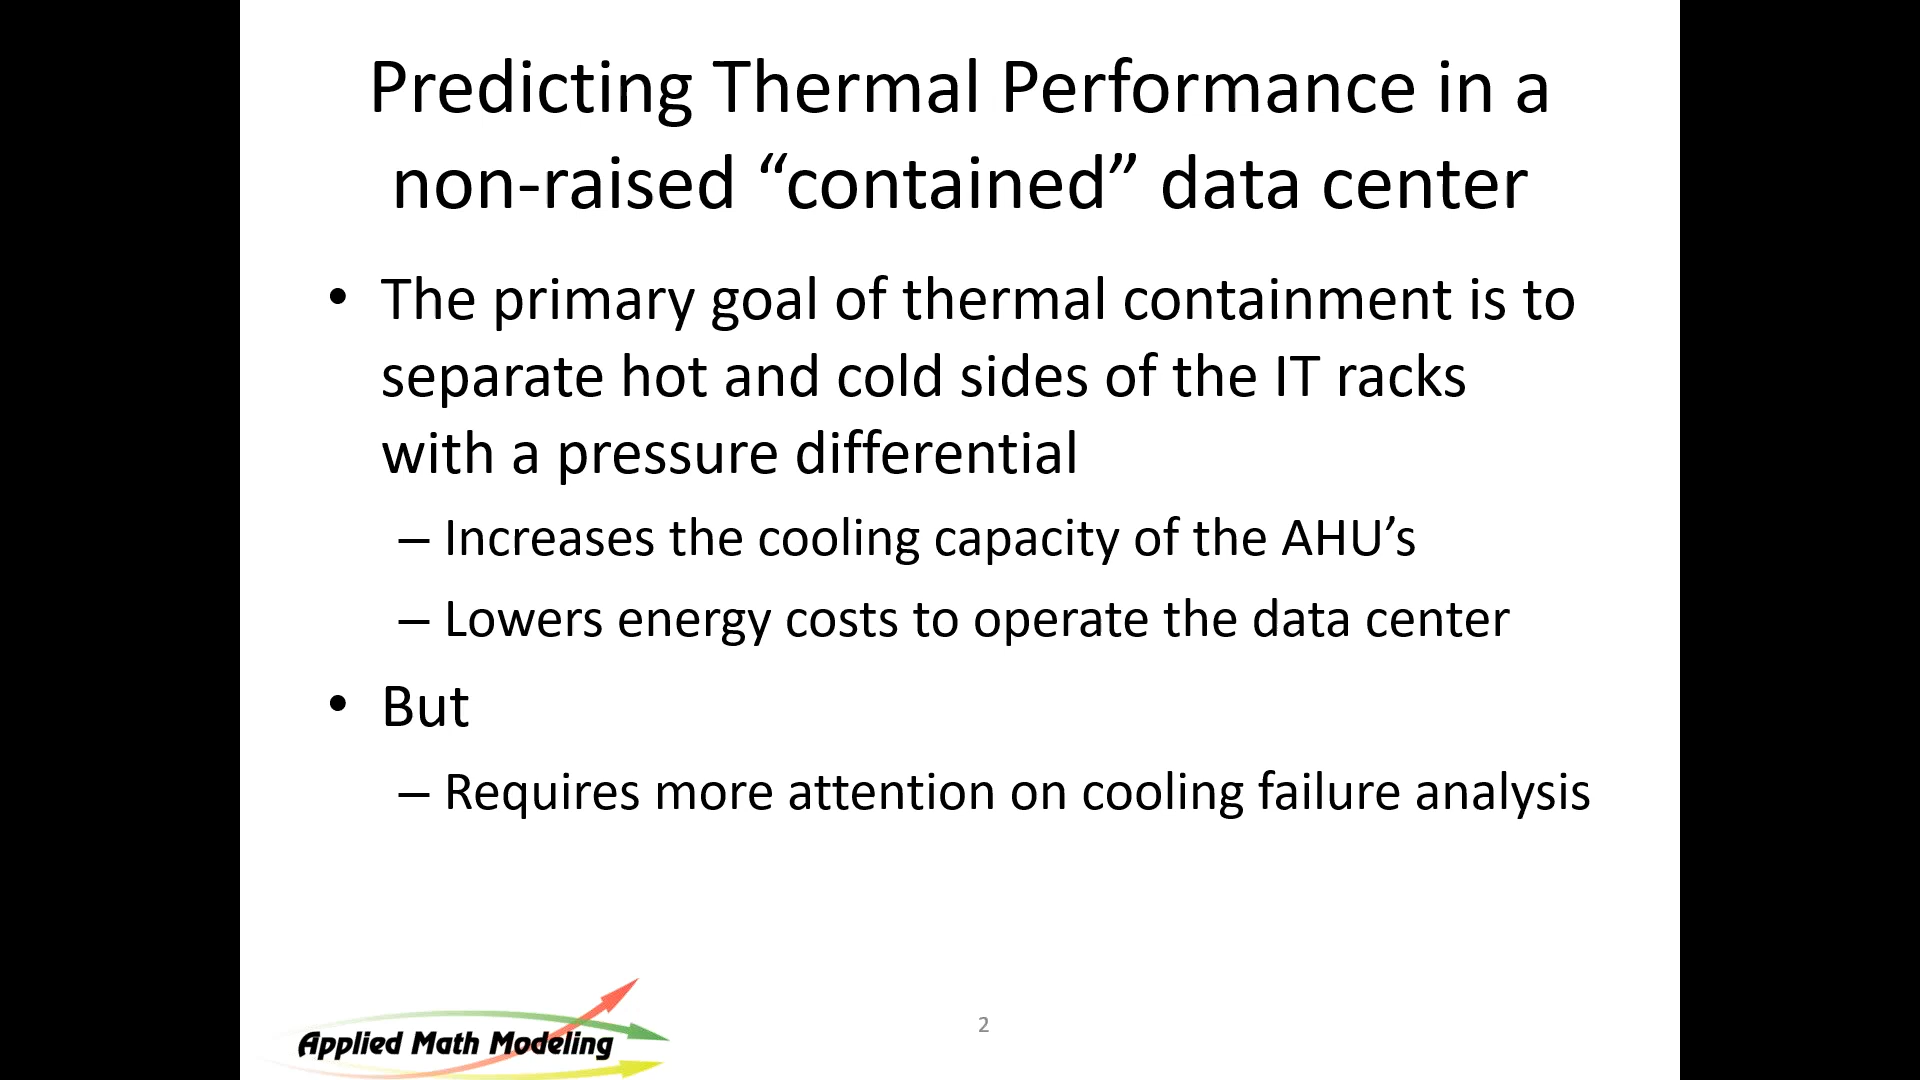 Predicting Thermal Performance in a
non-raised “contained” data center
• The primary goal of thermal containment is to
separate hot and cold sides of the IT racks
with a pressure differential
– Increases the cooling capacity of the AHU’s
– Lowers energy costs to operate the data center
• But
– Requires more attention on cooling failure analysis
Applied Math Modeling
2